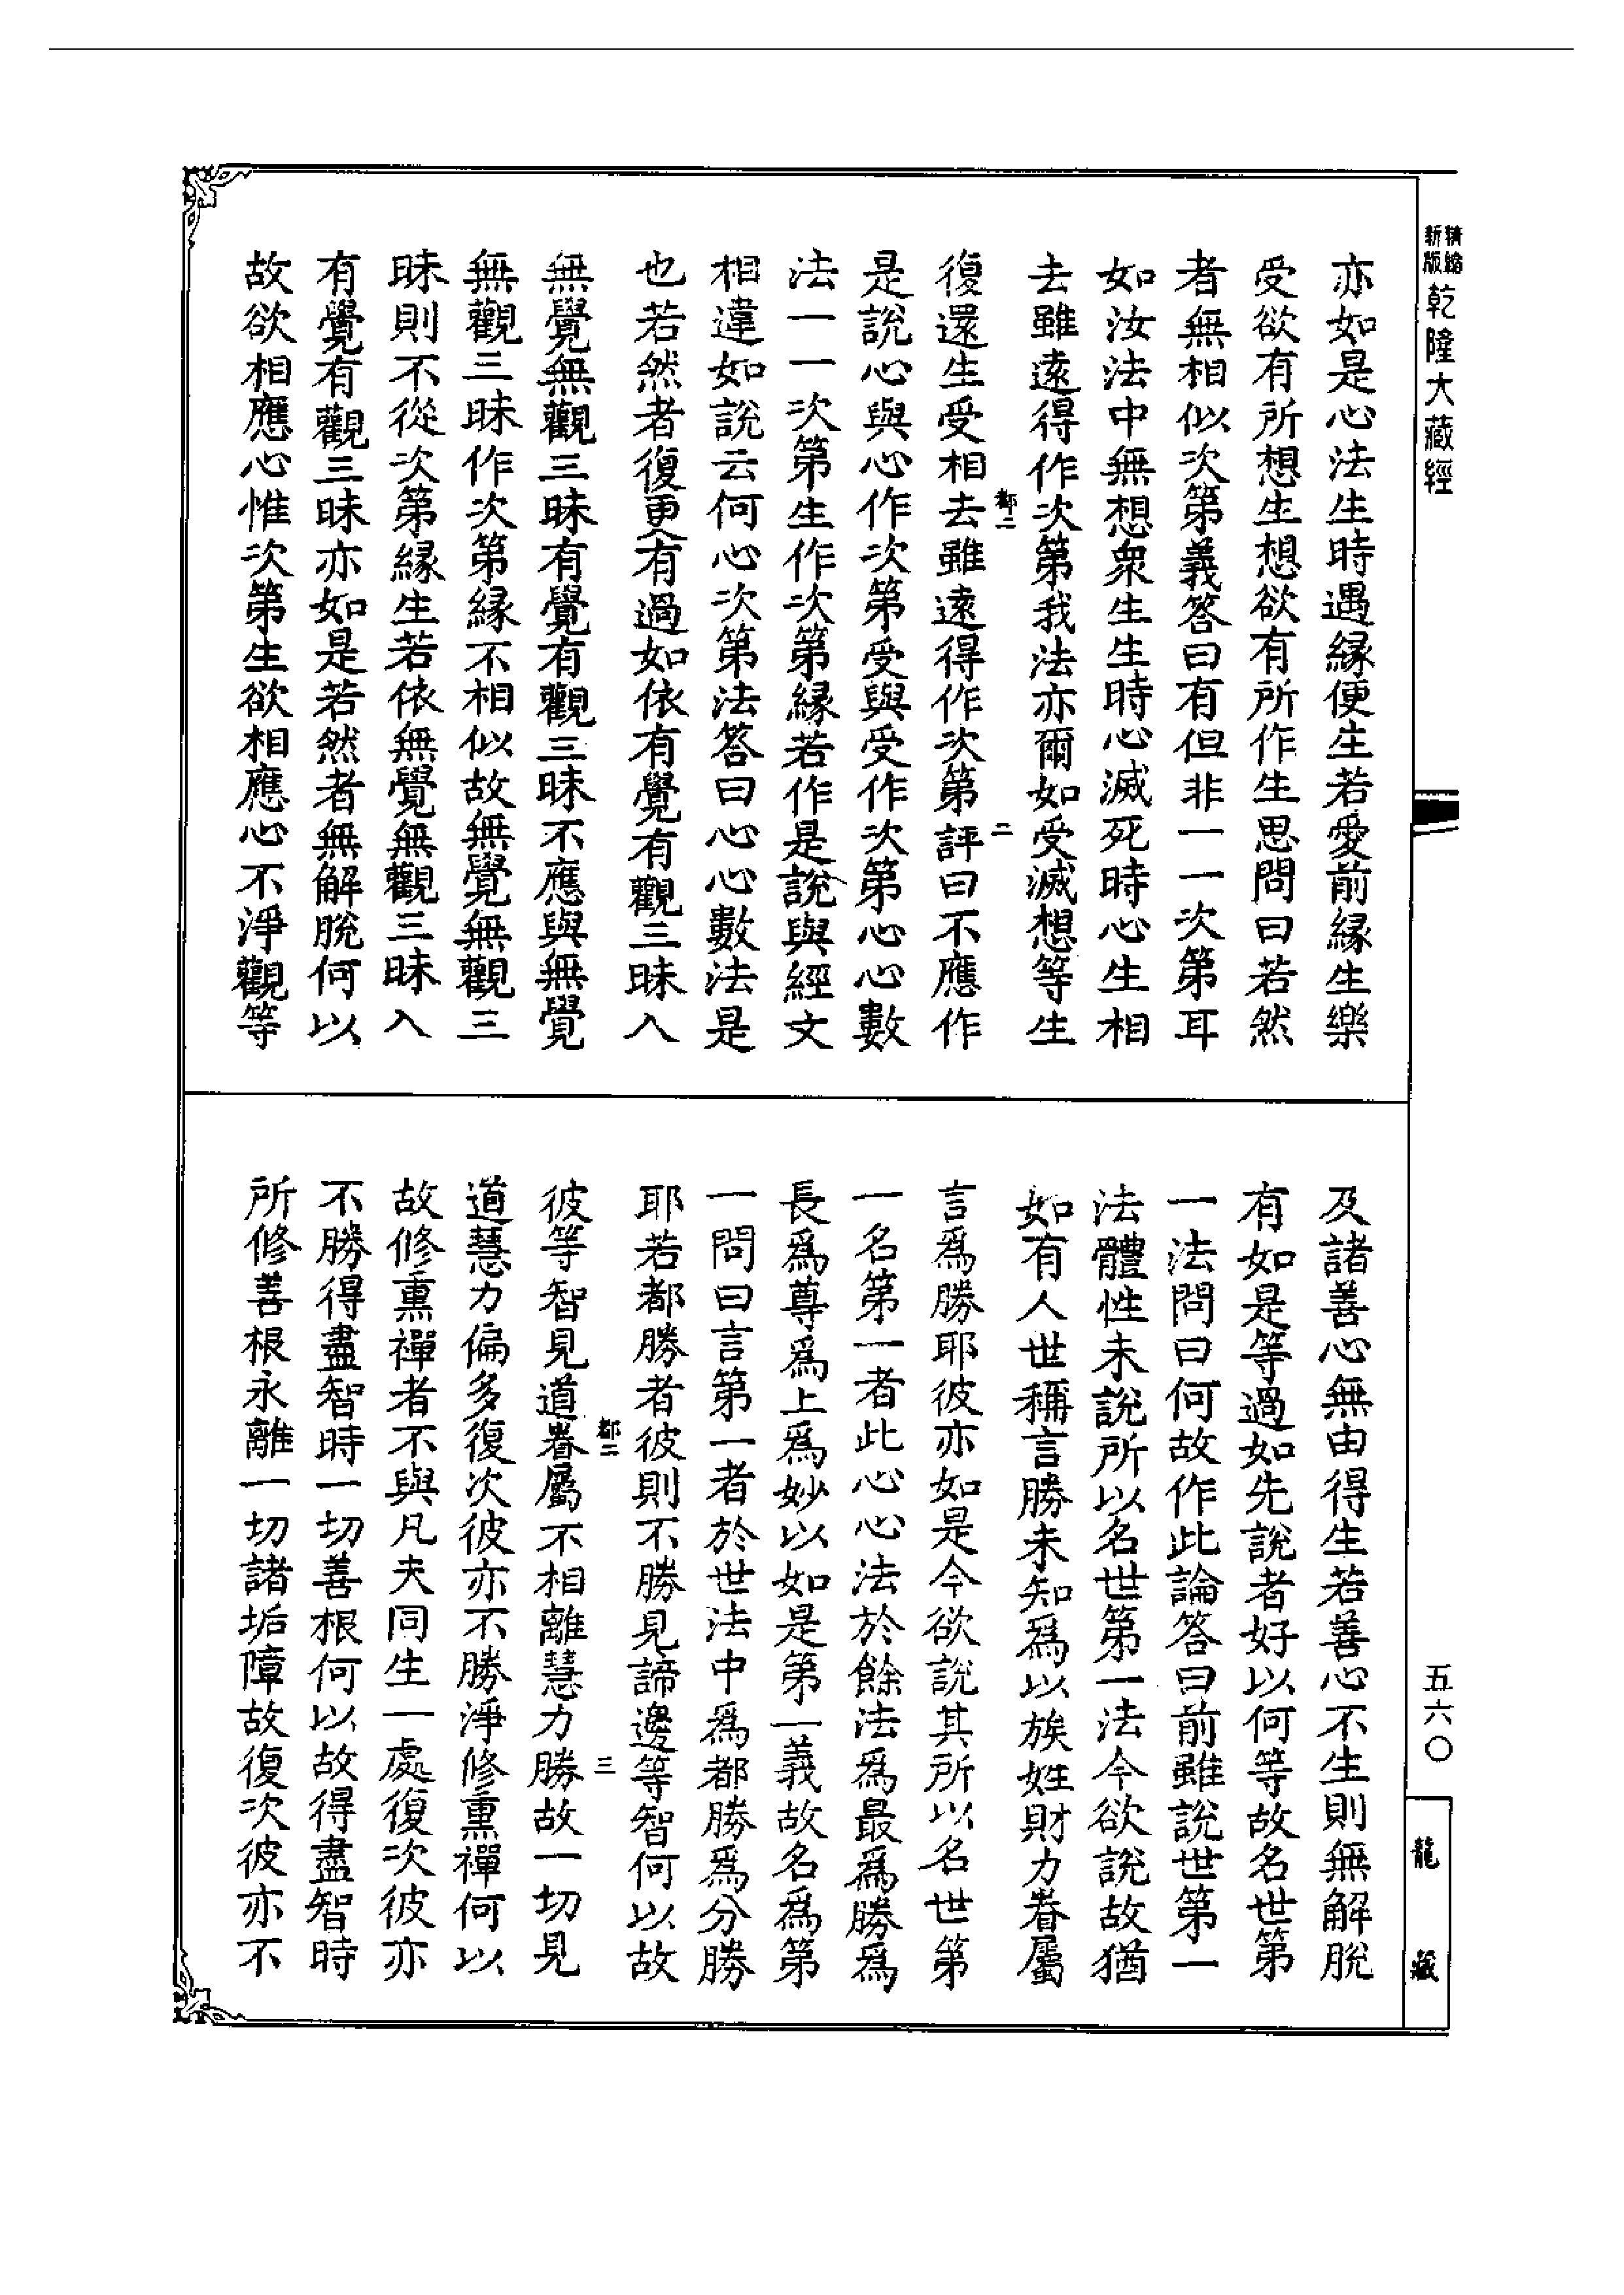 精縮
新版
乾隆大藏經
亦如是心法生時遇緣便生若愛前緣生樂
受欲有所想生想欲有所作生思問曰若然
者無相似次第義答曰有但非一一次第耳
如汝法中無想衆生生時心滅死時心生相
去雖遠得作次第我法亦爾如受滅想等生
都二
二
復還生受相去雖遠得作次第評曰不應作
是說心與心作次第受與受作次第心心數
法一一次第生作次第緣若作是說與經文
相違如說云何心次第法答曰心心數法是
也若然者復更有過如依有覺有觀三昧入
無覺無觀三昧有覺有觀三昧不應與無覺
無觀三昧作次第緣不相似故無覺無觀三
昧則不從次第緣生若依無覺無觀三昧入
有覺有觀三昧亦如是若然者無解脫何以
故欲相應心惟次第生欲相應心不淨觀等
及諸善心無由得生若善心不生則無解脫
有如是等過如先說者好以何等故名世第
一法問曰何故作此論答曰前雖說世第一
法體性未說所以名世第一法今欲說故猶
如有人世稱言勝未知爲以族姓財力眷屬
言爲勝耶彼亦如是今欲說其所以名世第
一名第一者此心心法於餘法爲最爲勝爲
長爲尊爲上爲妙以如是第一義故名爲第
一問曰言第一者於世法中爲都勝爲分勝
耶若都勝者彼則不勝見諦邊等智何以故
都二
三
彼等智見道眷屬不相離慧力勝故一切見
道慧力偏多復次彼亦不勝淨修熏禪何以
故修熏禪者不與凡夫同生一處復次彼亦
不勝得盡智時一切善根何以故得盡智時
所修善根永離一切諸垢障故復次彼亦不
五六〇
龍藏